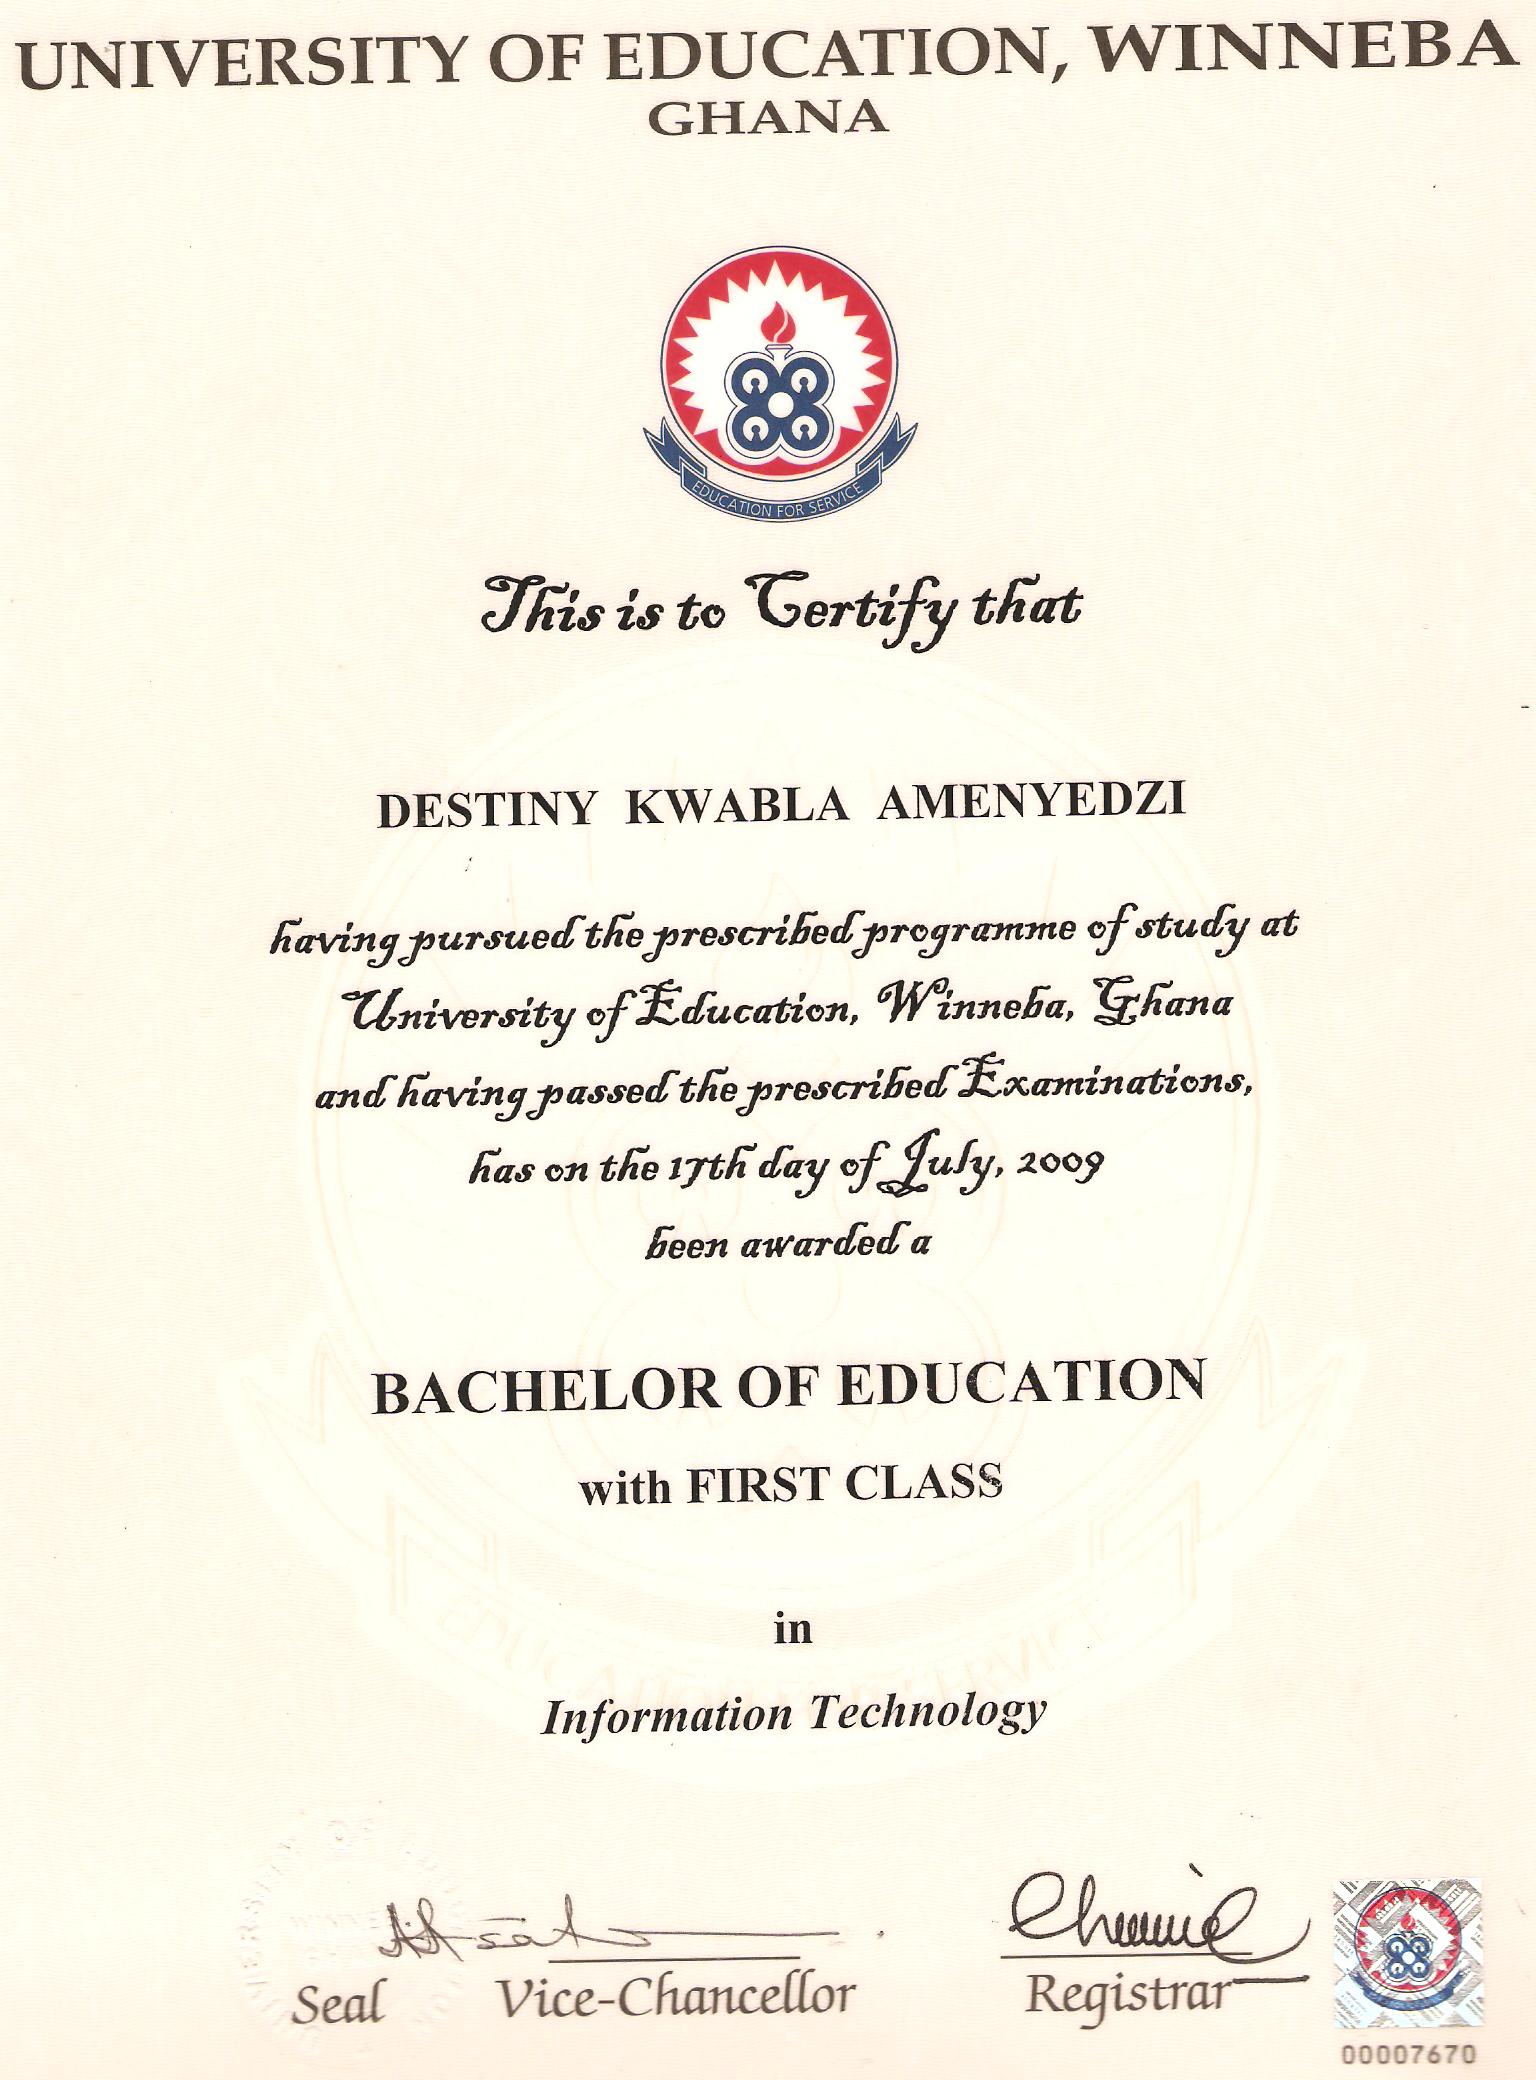 UNIVERSITY OF EDUCATION, WINNEBA
GHANA
EDUCATION FOR SERVICE
This is to Certify that
DESTINY KWABLA AMENYEDZI
having pursued the prescribed programme of study at
University of Education, Winneba, Ghana
and having passed the prescribed Examinations,
has on the 17th day of July, 2009
been awarded a
BACHELOR OF EDUCATION
with FIRST CLASS
in
Information Technology
Seal Vice-Chancellor Registrar
00007670